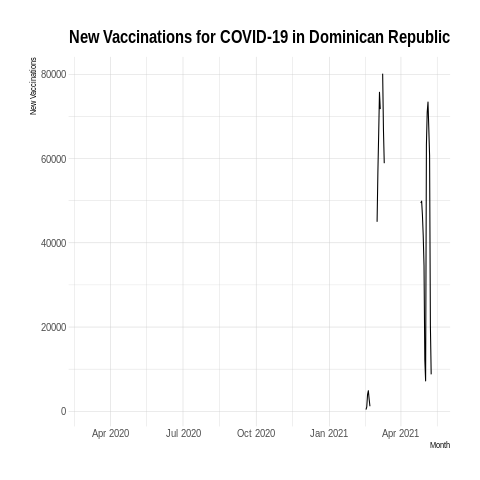 New Vaccinations for COVID-19 in Dominican Republic
New Vaccinations
80000
60000
40000
20000
0
Apr 2020 Jul 2020 Oct 2020 Jan 2021 Apr 2021
Month